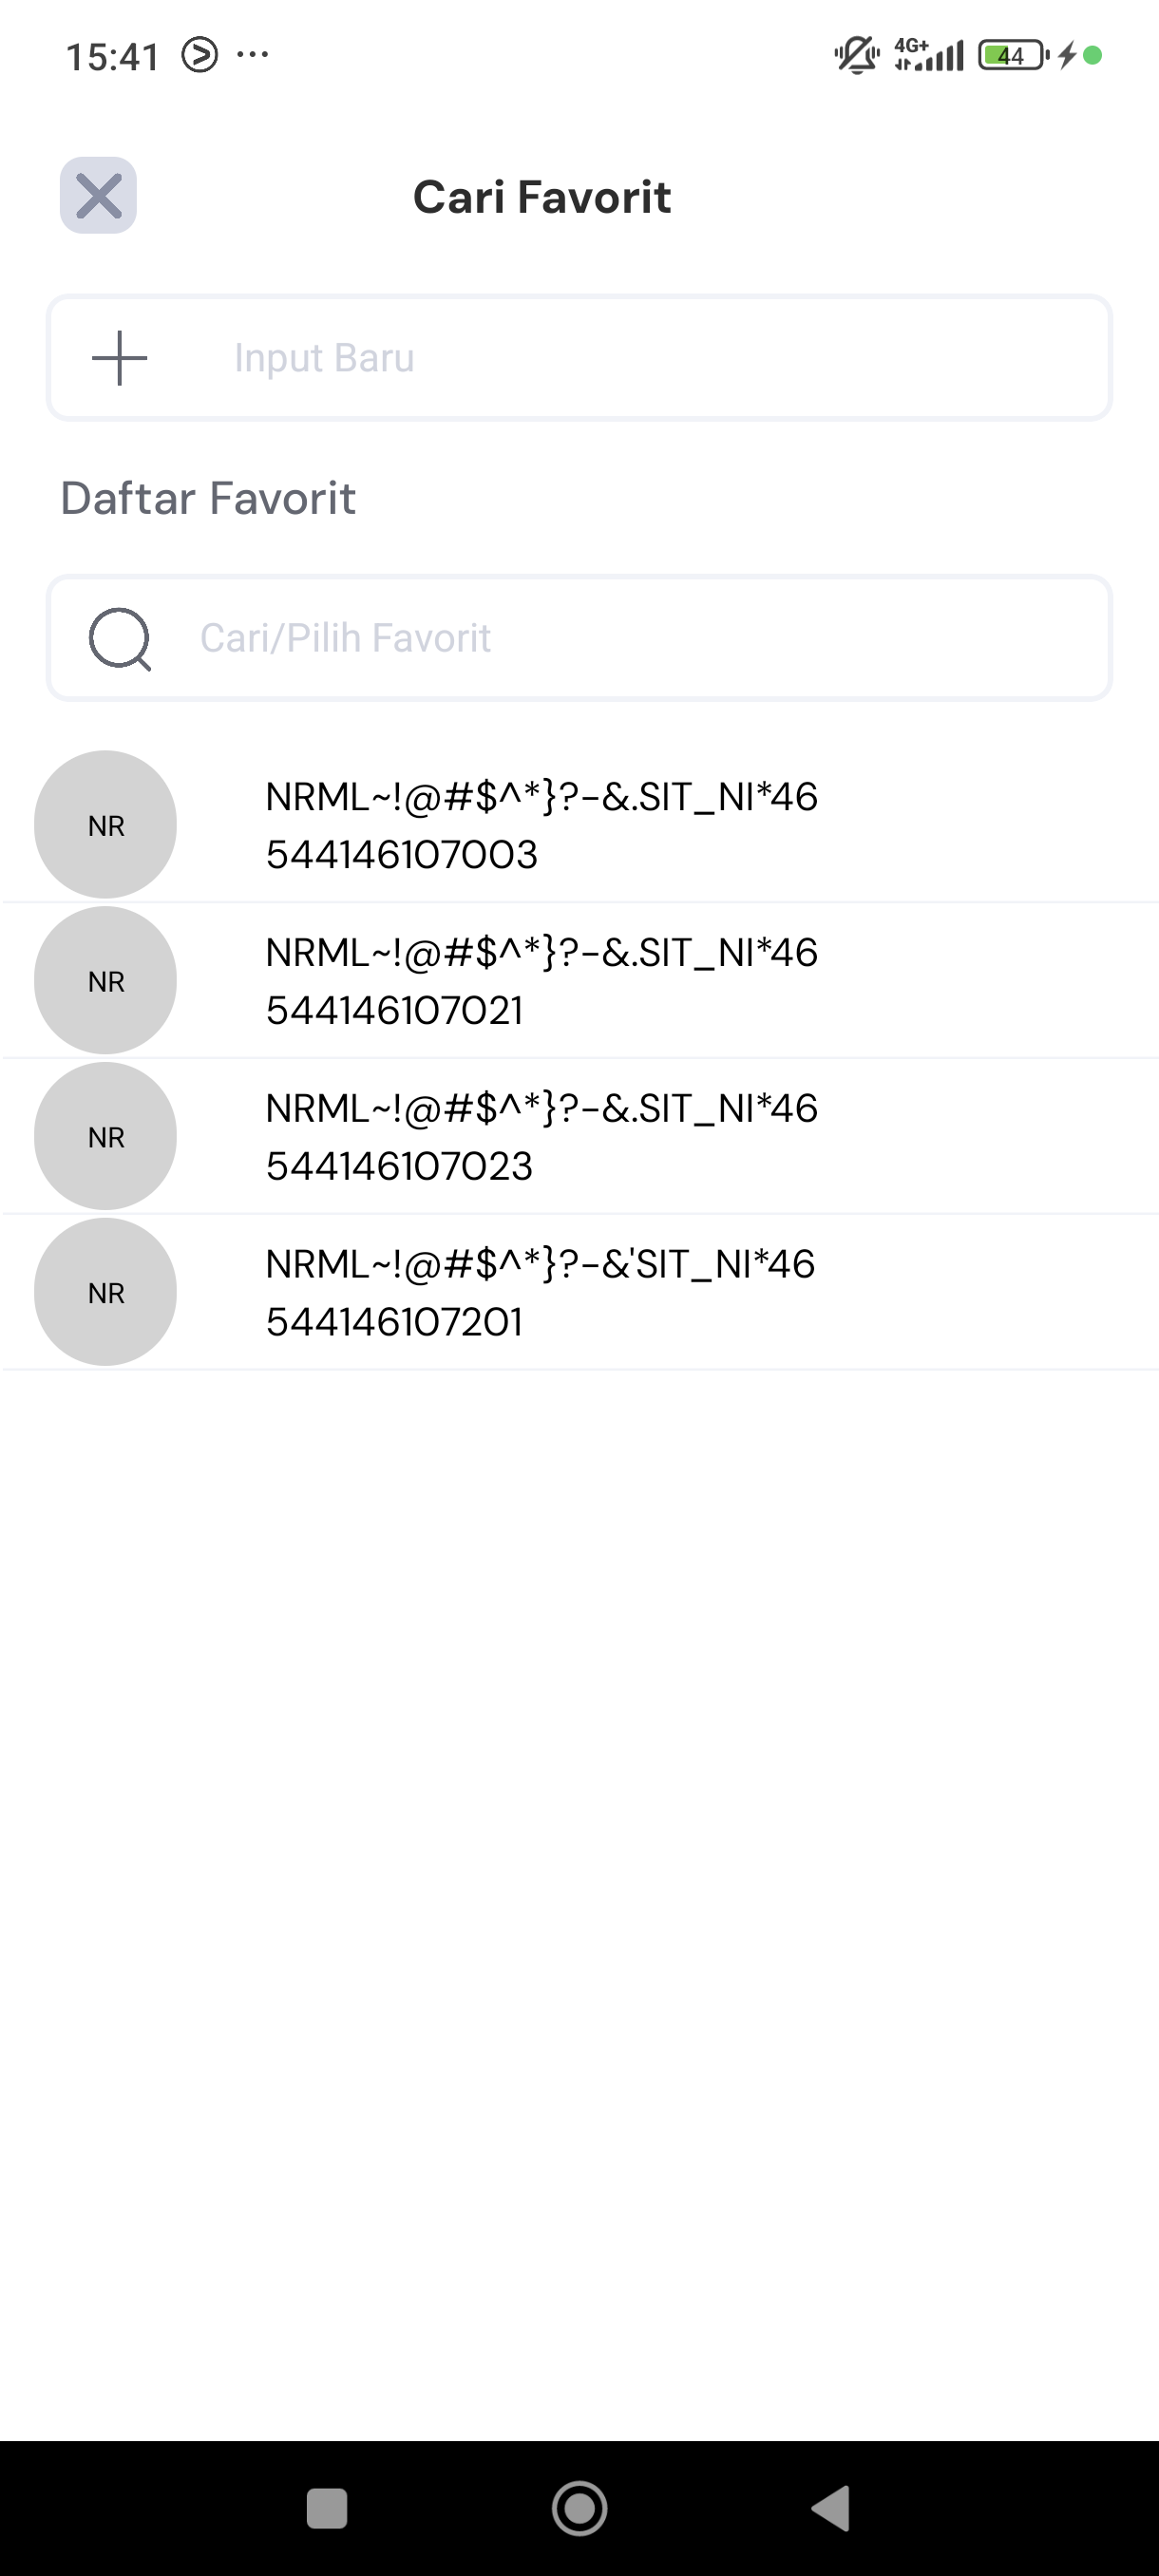 15:41
4G+
44
Cari Favorit
Input Baru
Daftar Favorit
Cari/Pilih Favorit
NR
NRML~!@#$^*}?-&.SIT_NI*46
544146107003
NR
NRML~!@#$^*}?-&.SIT_NI*46
544146107021
NR
NRML~!@#$^*}?-&.SIT_NI*46
544146107023
NR
NRML~!@#$^*}?-&'SIT_NI*46
544146107201